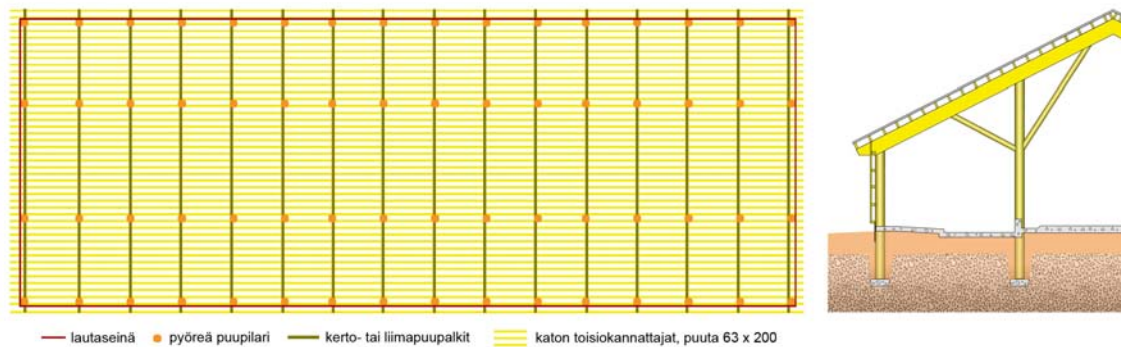 lautaseinä pyöreä puupilari kerto- tai liimapuupalkit katon toisiokannattajat, puuta 63 x 200